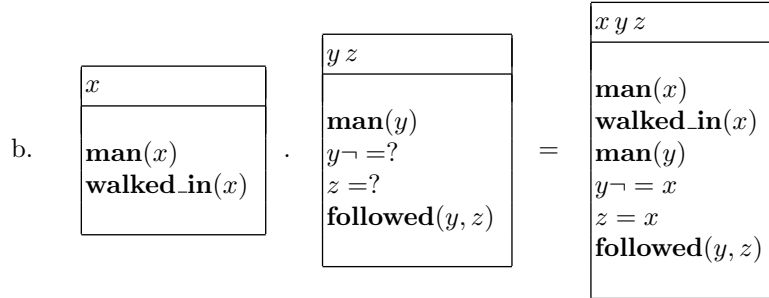 b.
x
man(x)
walked_in(x)
.
y z
man(y)
y¬ =?
z =?
followed(y, z)
=
x y z
man(x)
walked_in(x)
man(y)
y¬ = x
z = x
followed(y, z)